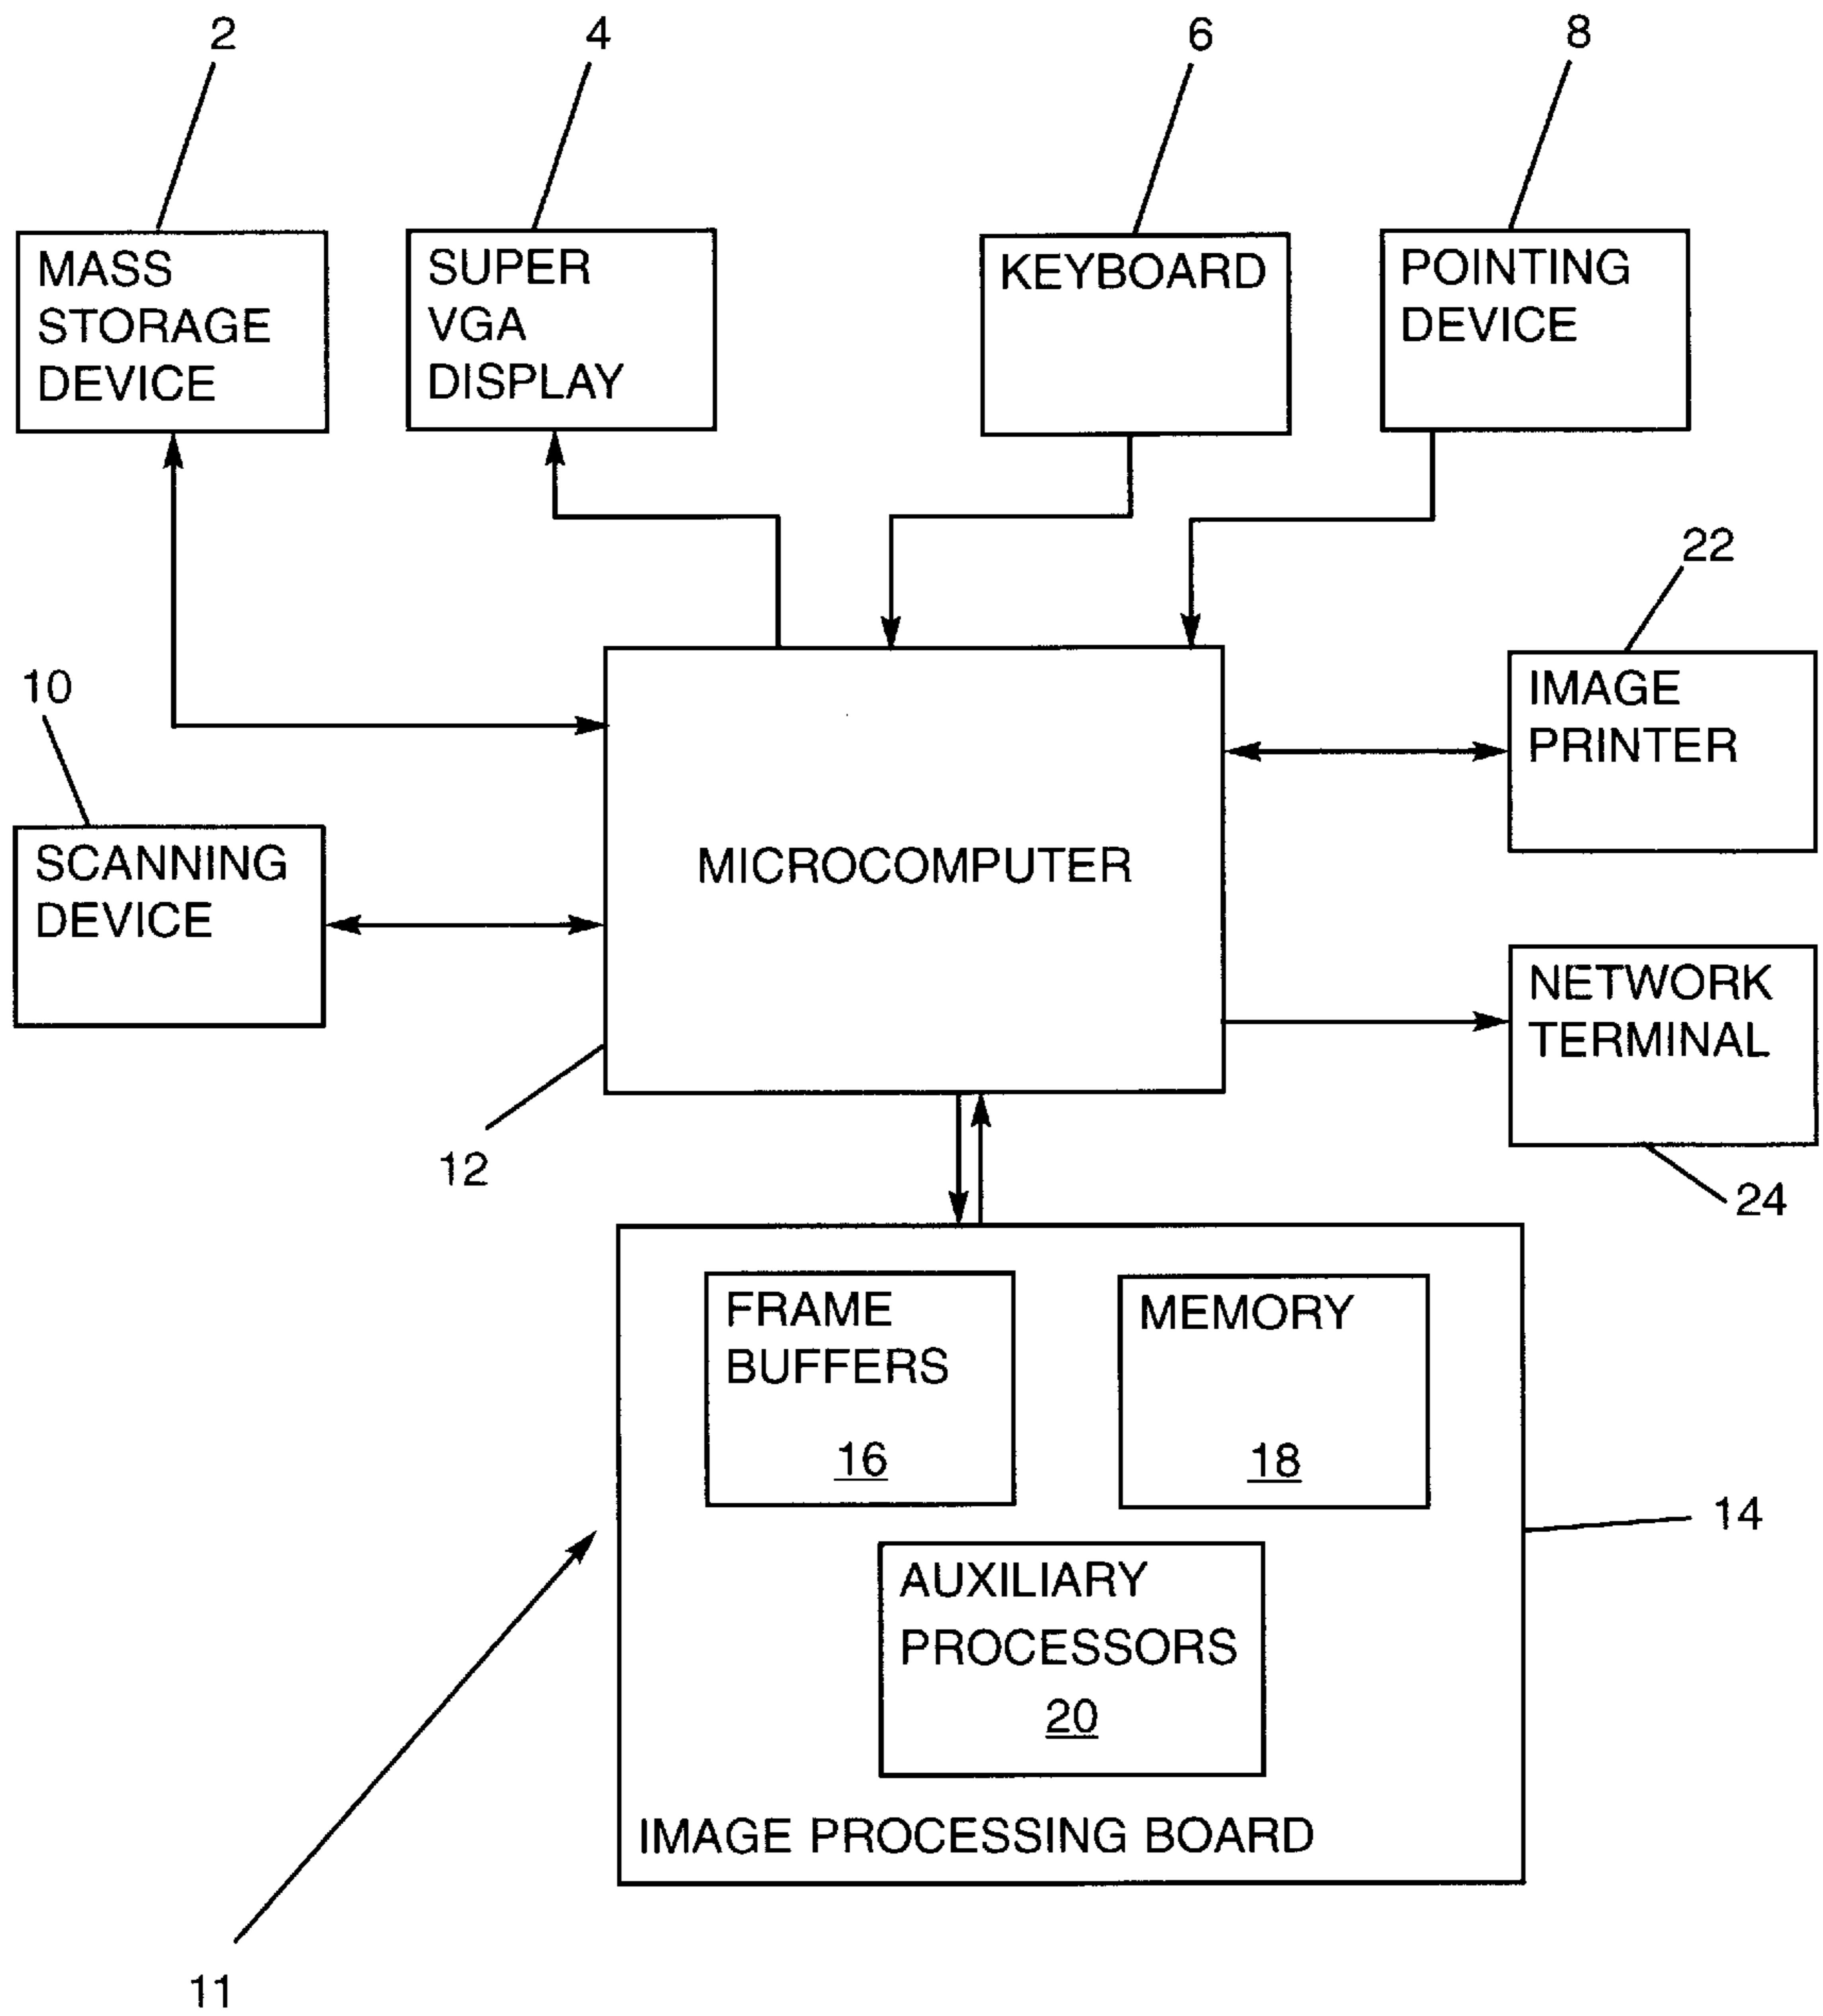 2
4
6
8
MASS
STORAGE
DEVICE
SUPER
VGA
DISPLAY
KEYBOARD
POINTING
DEVICE
22
10
IMAGE
PRINTER
SCANNING
DEVICE
MICROCOMPUTER
NETWORK
TERMINAL
12
24
FRAME
BUFFERS
16
MEMORY
18
14
AUXILIARY
PROCESSORS
20
IMAGE PROCESSING BOARD
11